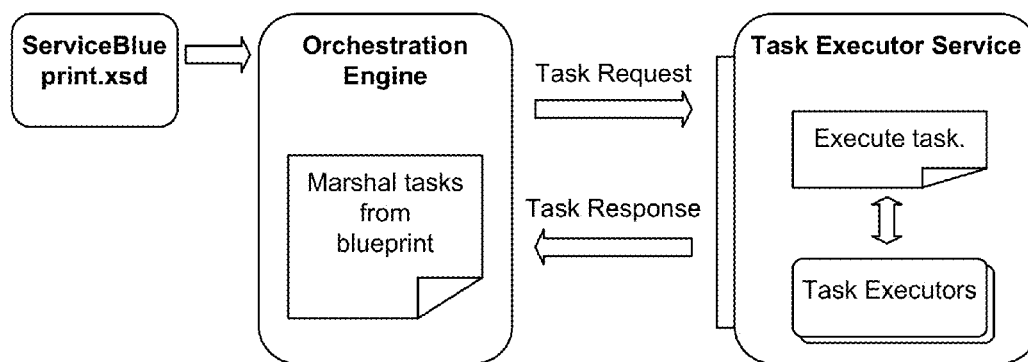 ServiceBlue
print.xsd
Orchestration
Engine
Marshal tasks
from
blueprint
Task Request
Task Response
Task Executor Service
Execute task.
Task Executors